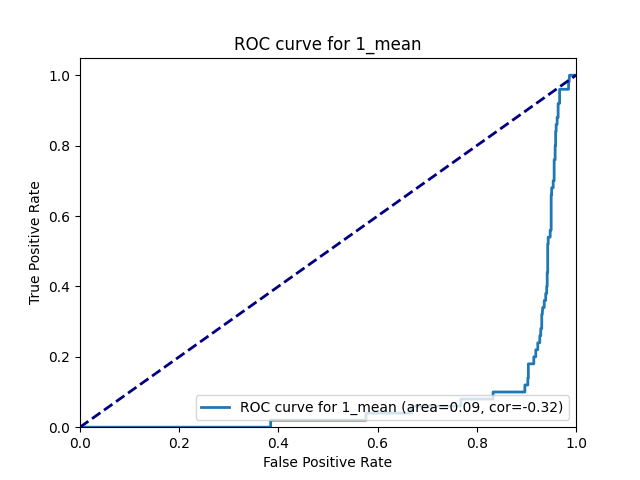 ROC curve for 1_mean
1.0
0.8
0.6
0.4
0.2
0.0
True Positive Rate
ROC curve for 1_mean (area=0.09, cor=-0.32)
0.0 0.2 0.4 0.6 0.8 1.0
False Positive Rate